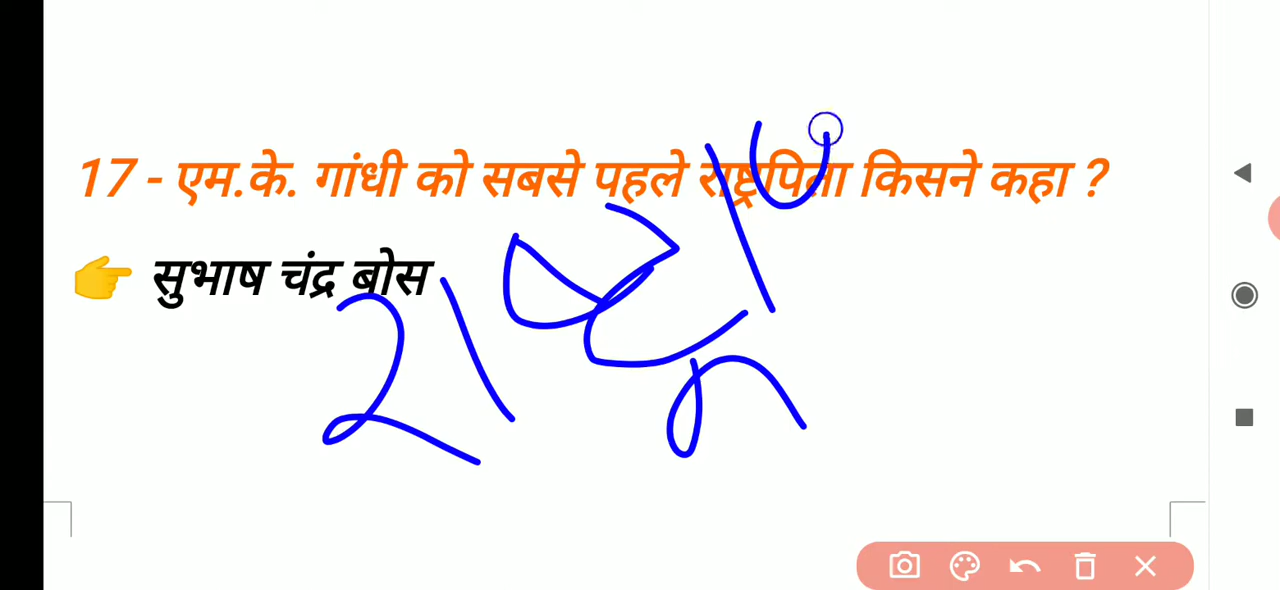 17 - एम.के. गांधी को सबसे पहले राष्ट्रपिता किसने कहा ?
👉 सुभाष चंद्र बोस